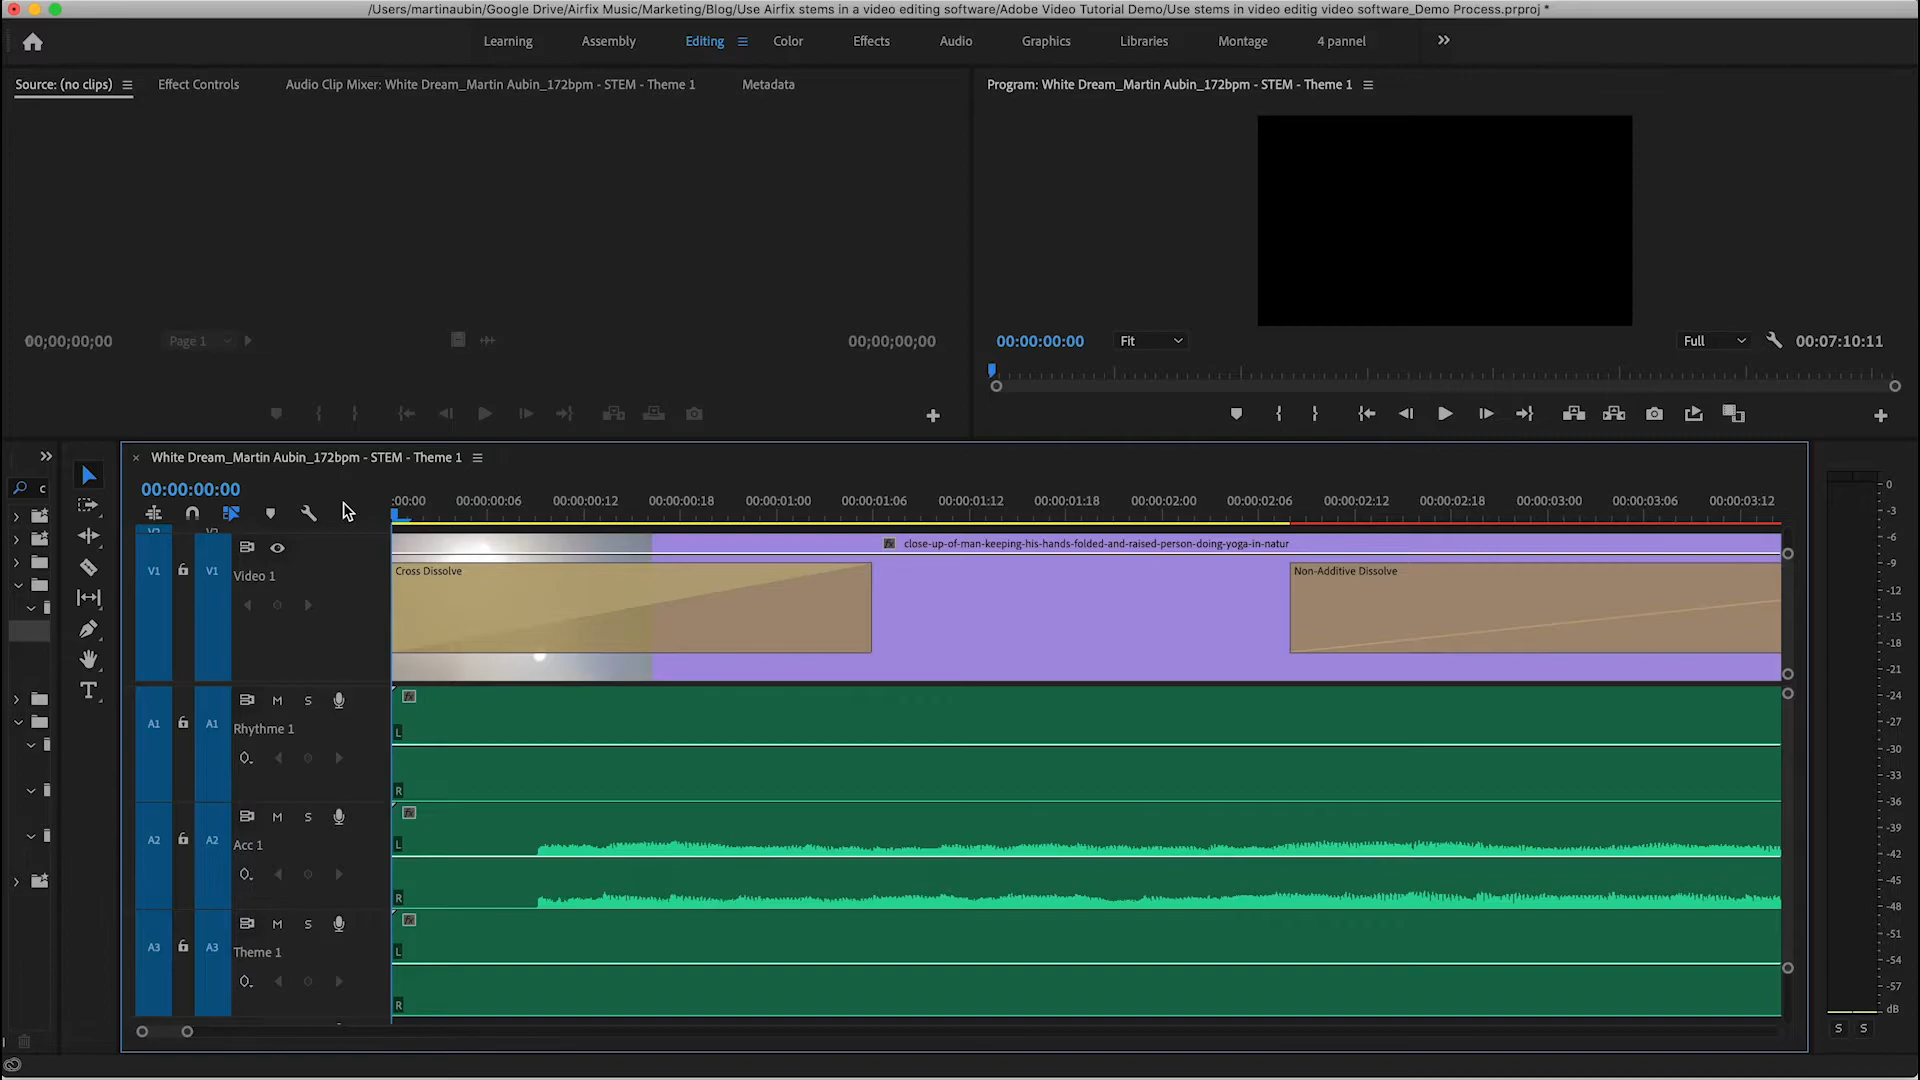 /Users/martinaubin/Google Drive/Airfix Music/Marketing/Blog/Use Airfix stems in a video editing software/Adobe Video Tutorial Demo/Use stems in video editig video software_Demo Process.prproj *
Learning Assembly Editing Color Effects Audio Graphics Libraries Montage 4 pannel
Source: (no clips) Effect Controls Audio Clip Mixer: White Dream_Martin Aubin_172bpm - STEM - Theme 1 Metadata
Program: White Dream_Martin Aubin_172bpm - STEM - Theme 1
00;00;00;00 Page 1 00;00;00;00
00:00:00:00 Fit Full 00:07:10:11
White Dream_Martin Aubin_172bpm - STEM - Theme 1
00:00:00:00
:00:00 00:00:00:06 00:00:00:12 00:00:00:18 00:00:01:00 00:00:01:06 00:00:01:12 00:00:01:18 00:00:02:00 00:00:02:06 00:00:02:12 00:00:02:18 00:00:03:00 00:00:03:06 00:00:03:12
fx close-up-of-man-keeping-his-hands-folded-and-raised-person-doing-yoga-in-natur
V1 V1 Video 1
Cross Dissolve Non-Additive Dissolve
M S fx
A1 A1 Rhythme 1
L
R
M S fx
A2 A2 Acc 1
L
R
M S fx
A3 A3 Theme 1
L
R
0
-3
-6
-9
-12
-15
-18
-21
-24
-27
-30
-33
-36
-39
-42
-45
-48
-51
-54
-57
dB
S S